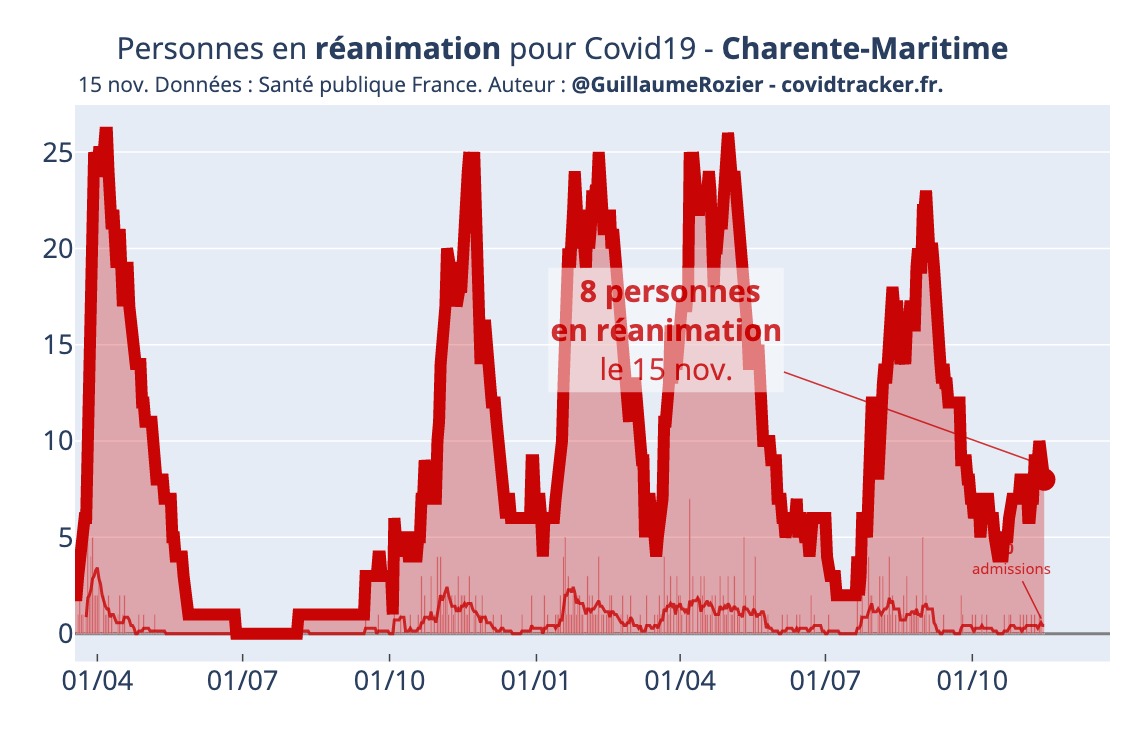 Personnes en réanimation pour Covid19 - Charente-Maritime
15 nov. Données : Santé publique France. Auteur : @GuillaumeRozier - covidtracker.fr.
25
20
15
10
5
0
8 personnes
en réanimation
le 15 nov.
0
admissions
01/04 01/07 01/10 01/01 01/04 01/07 01/10